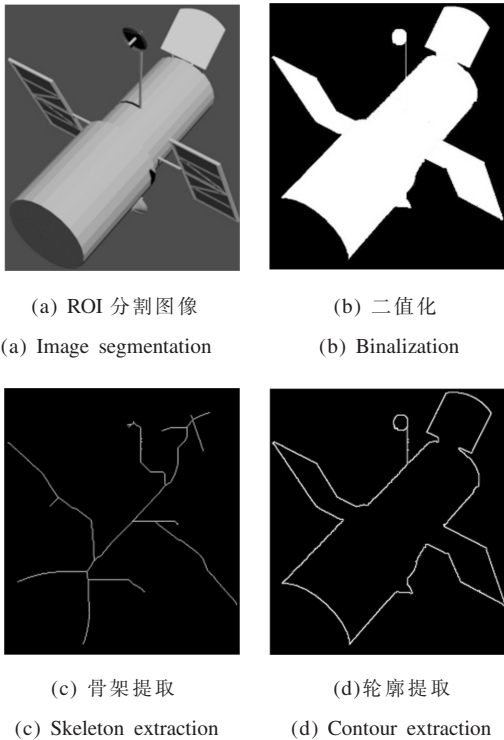 (a) ROI 分割图像
(b) 二值化
(a) Image segmentation
(b) Binalization
(c) 骨架提取
(d)轮廓提取
(c) Skeleton extraction
(d) Contour extraction